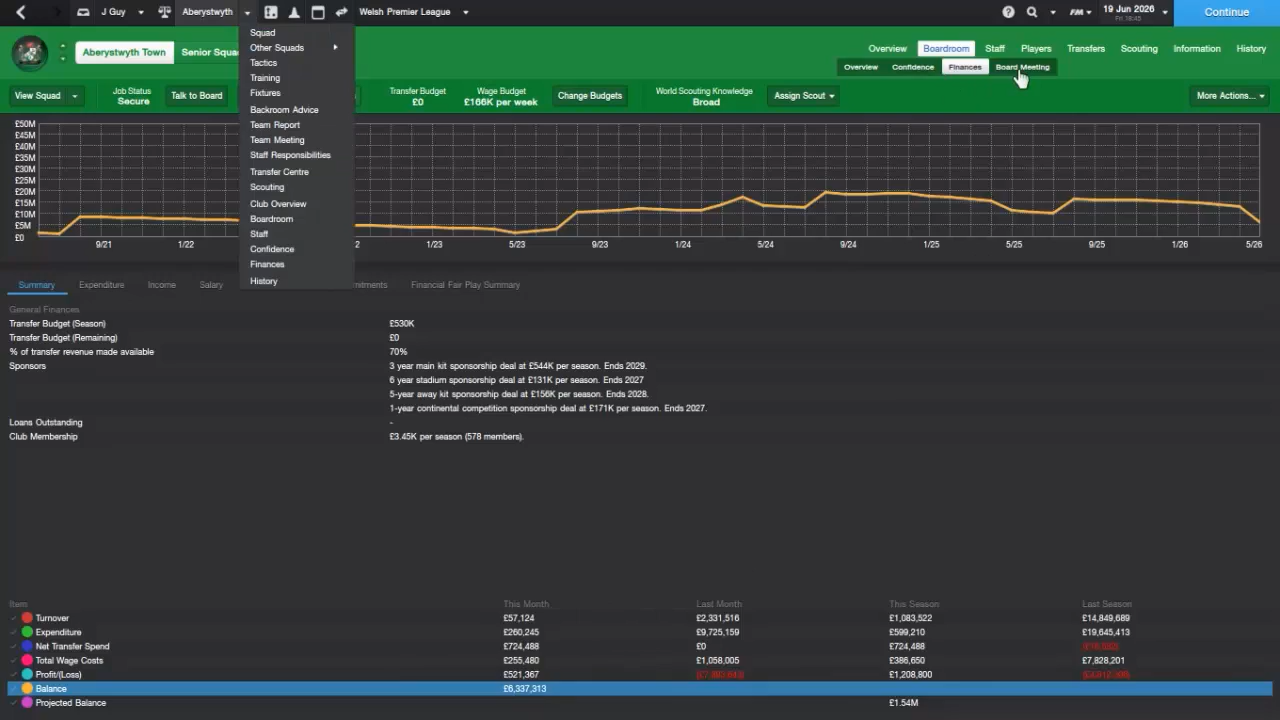 J Guy
Aberystwyth
Welsh Premier League
19 Jun 2026
Fri 18:45
Continue
Aberystwyth Town
Overview Boardroom Staff Players Transfers Scouting Information History
Overview Confidence Finances Board Meeting
View Squad
Job Status
Secure
Talk to Board
Transfer Budget
£0
Wage Budget
£166K per week
Change Budgets
World Scouting Knowledge
Broad
Assign Scout
More Actions...
Squad
Other Squads
Tactics
Training
Fixtures
Backroom Advice
Team Report
Team Meeting
Staff Responsibilities
Transfer Centre
Scouting
Club Overview
Boardroom
Staff
Confidence
Finances
History
£50M
£45M
£40M
£35M
£30M
£25M
£20M
£15M
£10M
£5M
£0
9/21 1/22 1/23 5/23 9/23 1/24 5/24 9/24 1/25 5/25 9/25 1/26 5/26
Summary Expenditure Income Salary Financial Fair Play Summary
General Finances
Transfer Budget (Season) £530K
Transfer Budget (Remaining) £0
% of transfer revenue made available 70%
Sponsors 3 year main kit sponsorship deal at £544K per season. Ends 2029.
6 year stadium sponsorship deal at £131K per season. Ends 2027
5-year away kit sponsorship deal at £156K per season. Ends 2028.
1-year continental competition sponsorship deal at £171K per season. Ends 2027.
Loans Outstanding -
Club Membership £3.45K per season (578 members).
Item This Month Last Month This Season Last Season
Turnover £57,124 £2,331,516 £1,083,522 £14,849,689
Expenditure £260,245 £9,725,159 £599,210 £19,645,413
Net Transfer Spend £724,488 £0 £724,488
Total Wage Costs £255,480 £1,058,005 £386,650 £7,828,201
Profit/(Loss) £521,367 £1,208,800
Balance £6,337,313
Projected Balance £1.54M